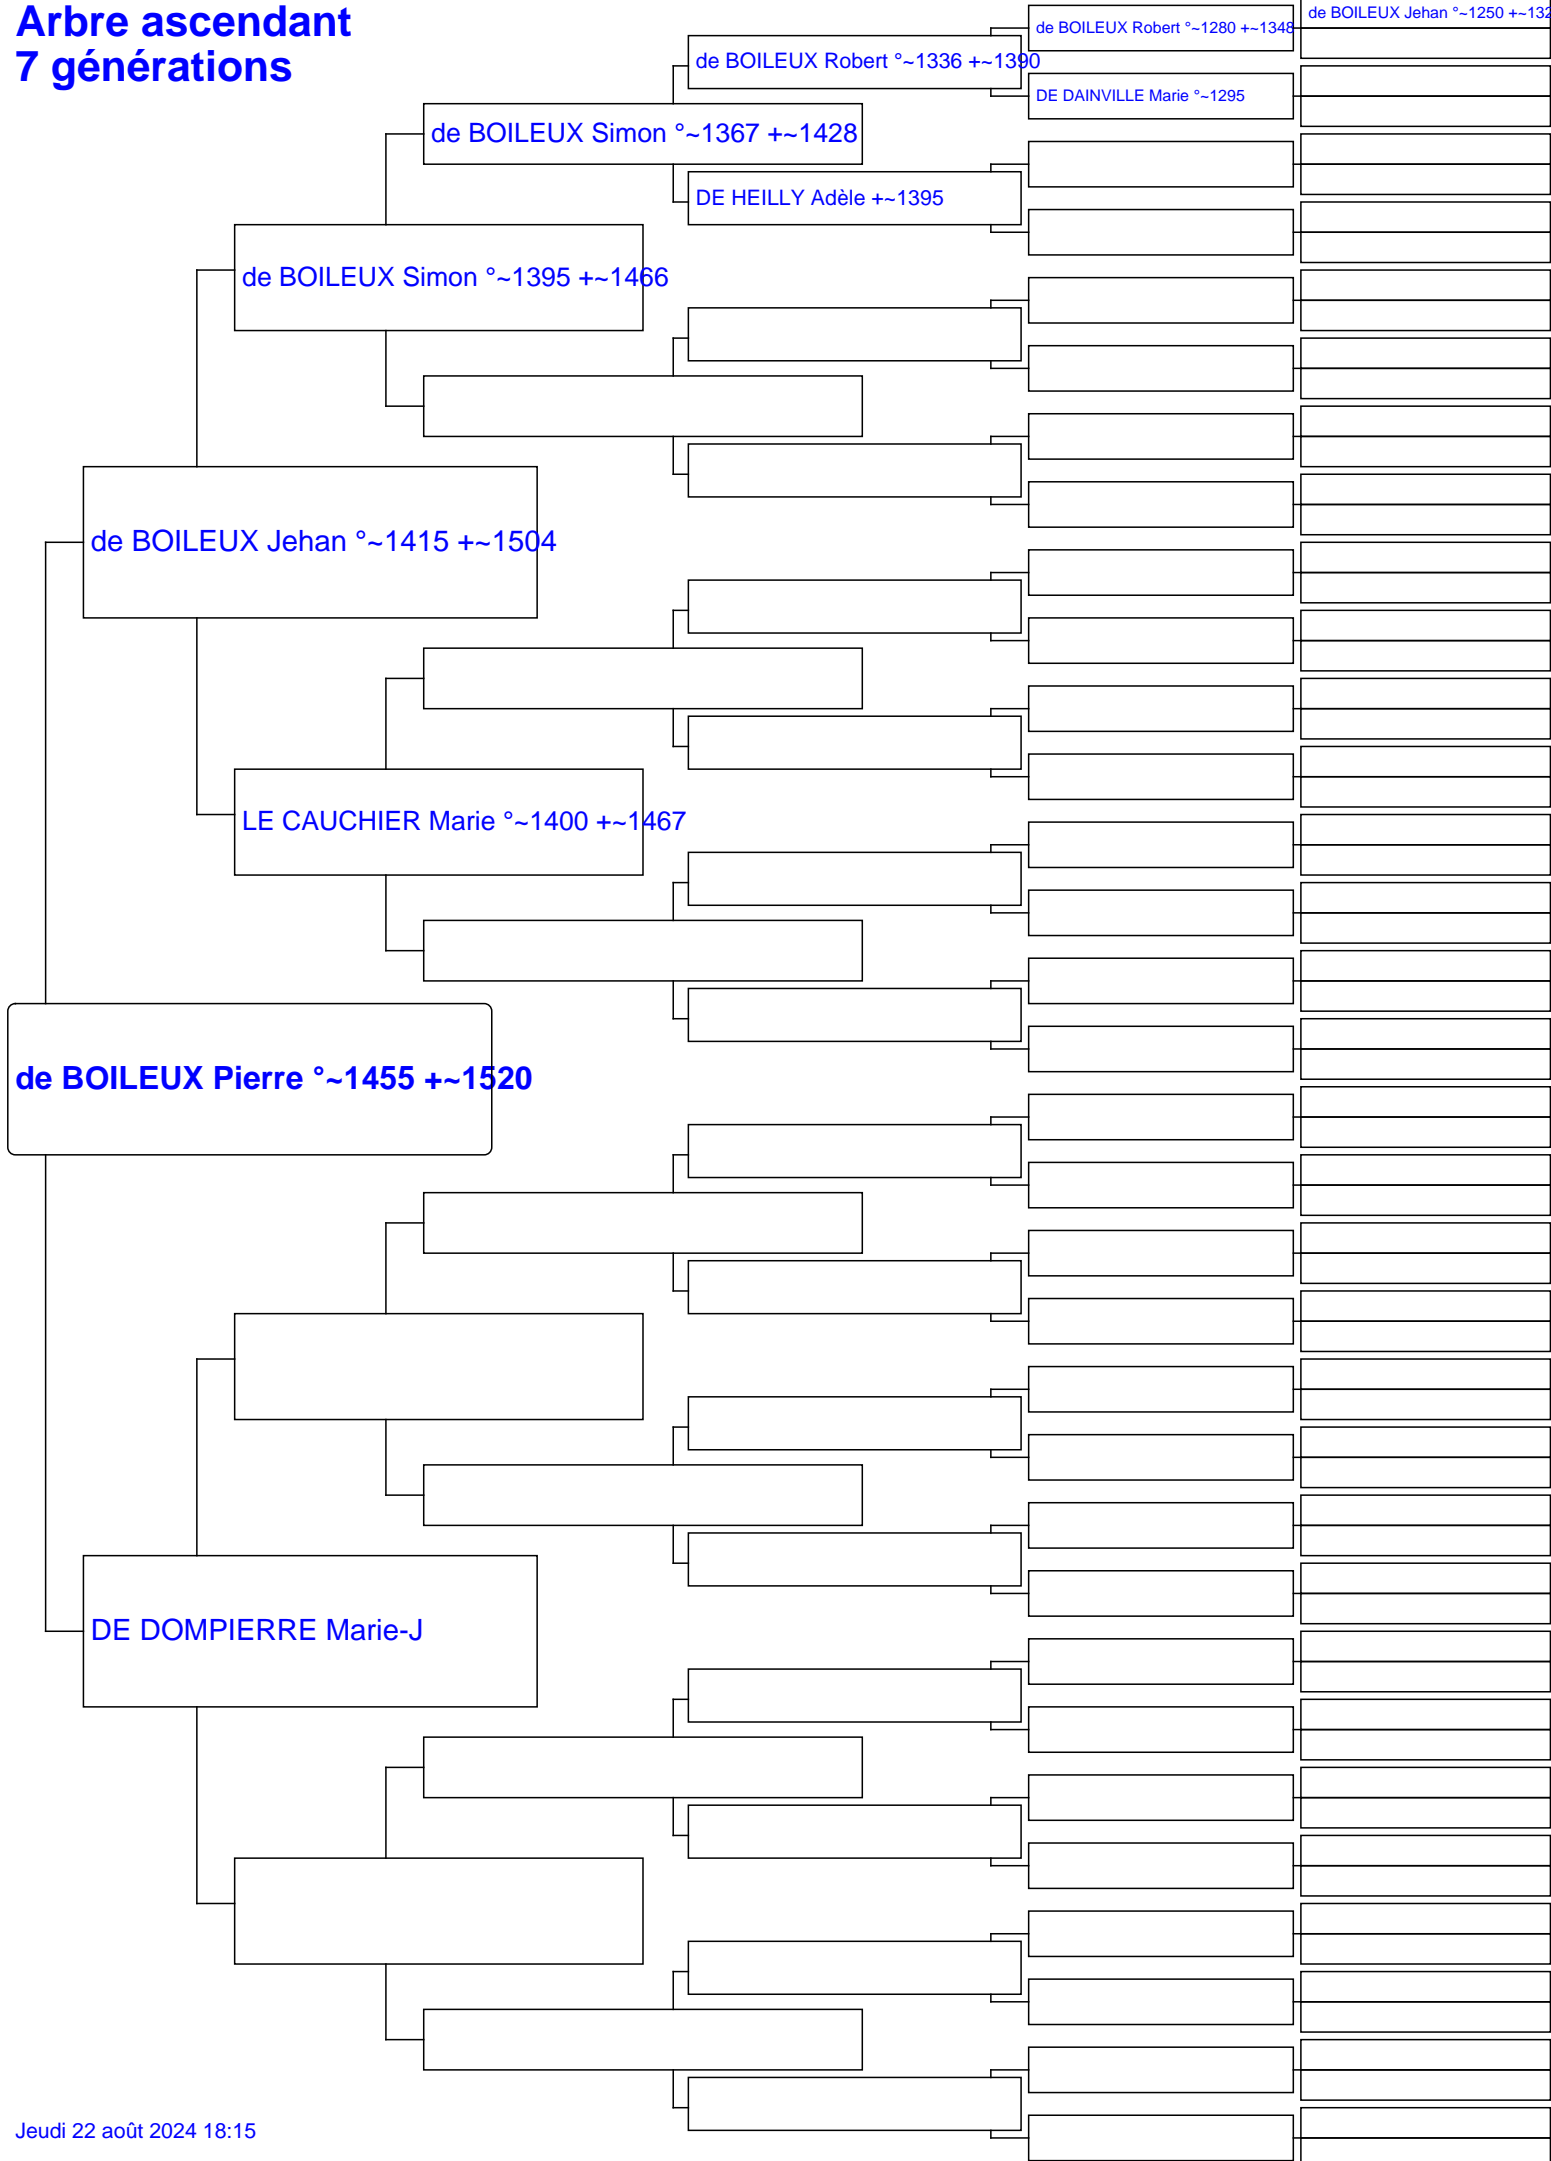 Arbre ascendant
7 générations
de BOILEUX Jehan °~1250 +~132
de BOILEUX Robert °~1280 +~1348
de BOILEUX Robert °~1336 +~1390
DE DAINVILLE Marie °~1295
de BOILEUX Simon °~1367 +~1428
DE HEILLY Adèle +~1395
de BOILEUX Simon °~1395 +~1466
de BOILEUX Jehan °~1415 +~1504
LE CAUCHIER Marie °~1400 +~1467
de BOILEUX Pierre °~1455 +~1520
DE DOMPIERRE Marie-J
Jeudi 22 août 2024 18:15